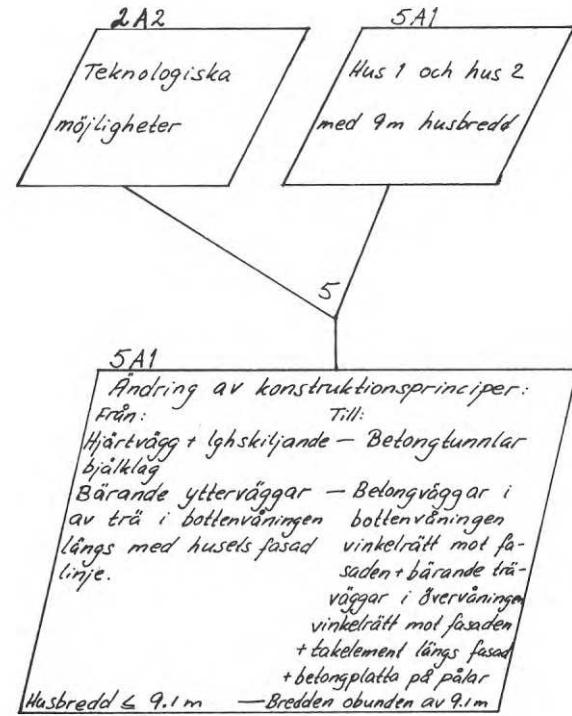 2A2
Teknologiska
möjligheter
5A1
Hus 1 och hus 2
med 9m husbredd
5
5A1
Ändring av konstruktionsprinciper:
Från: Till:
Hjärtvägg + lghskiljande — Betongtunnlar
bjälklag
Bärande ytterväggar — Betongväggar i
av trä i bottenvåningen bottenvåningen
längs med husets fasad vinkelrätt mot fa-
linje. saden + bärande trä-
väggar i övervåningen
vinkelrätt mot fasaden
+ takelement längs fasad
+ betongplatta på pålar
Husbredd ≤ 9.1m — Bredden obunden av 9.1m